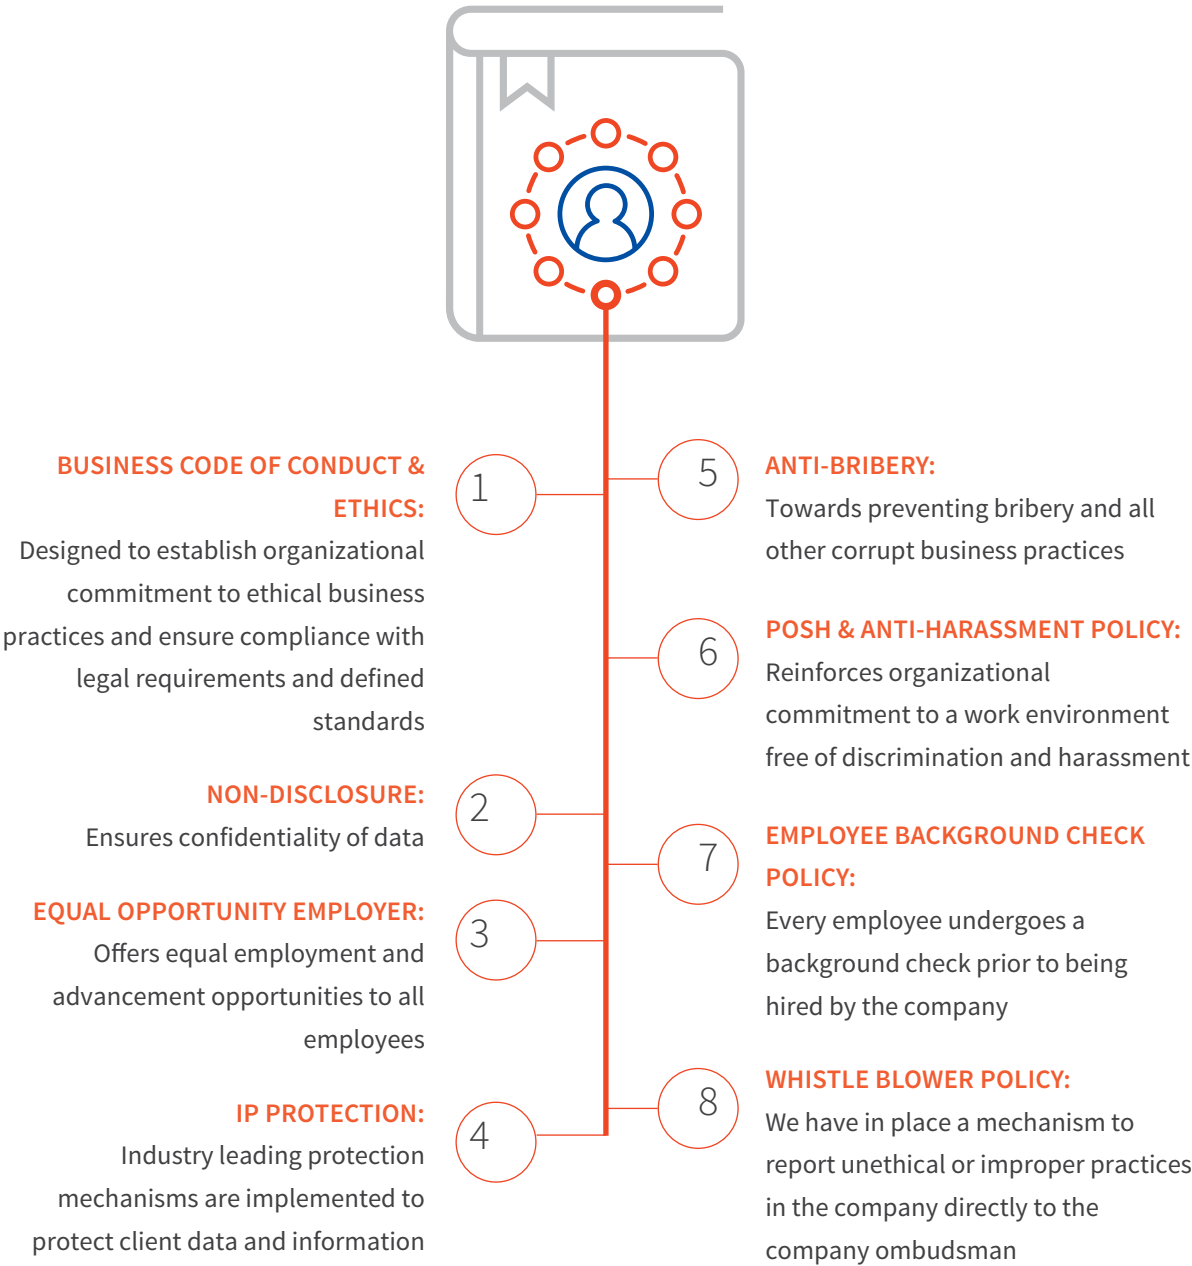 1
BUSINESS CODE OF CONDUCT &
ETHICS:
Designed to establish organizational
commitment to ethical business
practices and ensure compliance with
legal requirements and defined
standards
2
NON-DISCLOSURE:
Ensures confidentiality of data
3
EQUAL OPPORTUNITY EMPLOYER:
Offers equal employment and
advancement opportunities to all
employees
4
IP PROTECTION:
Industry leading protection
mechanisms are implemented to
protect client data and information
5
ANTI-BRIBERY:
Towards preventing bribery and all
other corrupt business practices
6
POSH & ANTI-HARASSMENT POLICY:
Reinforces organizational
commitment to a work environment
free of discrimination and harassment
7
EMPLOYEE BACKGROUND CHECK
POLICY:
Every employee undergoes a
background check prior to being
hired by the company
8
WHISTLE BLOWER POLICY:
We have in place a mechanism to
report unethical or improper practices
in the company directly to the
company ombudsman